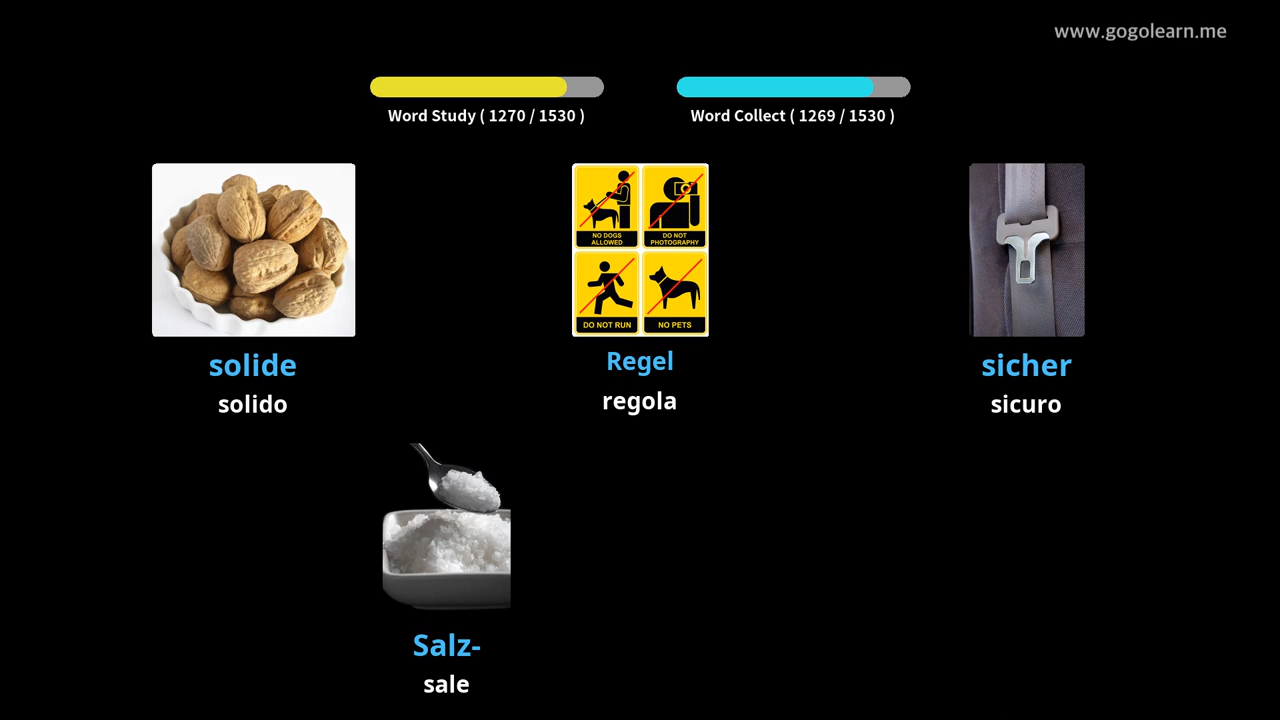 www.gogolearn.me
Word Study ( 1270 / 1530 )
Word Collect ( 1269 / 1530 )
NO DOGS
ALLOWED
DO NOT
PHOTOGRAPHY
DO NOT RUN
NO PETS
solide
solido
Regel
regola
sicher
sicuro
Salz-
sale